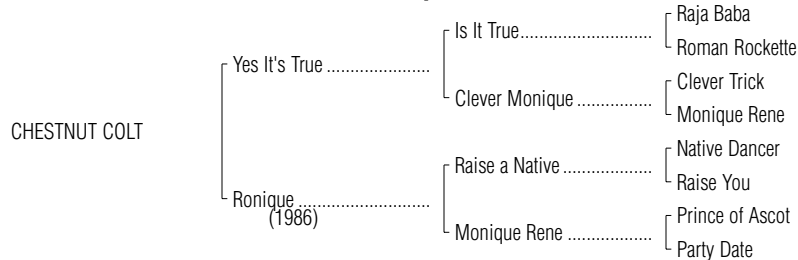 Raja Baba
Is It True..........................
Roman Rockette
Yes It's True ......................
Clever Trick
Clever Monique ................
Monique Rene
CHESTNUT COLT
Native Dancer
Raise a Native ...................
Raise You
Ronique ............................
(1986)
Prince of Ascot
Monique Rene ..................
Party Date